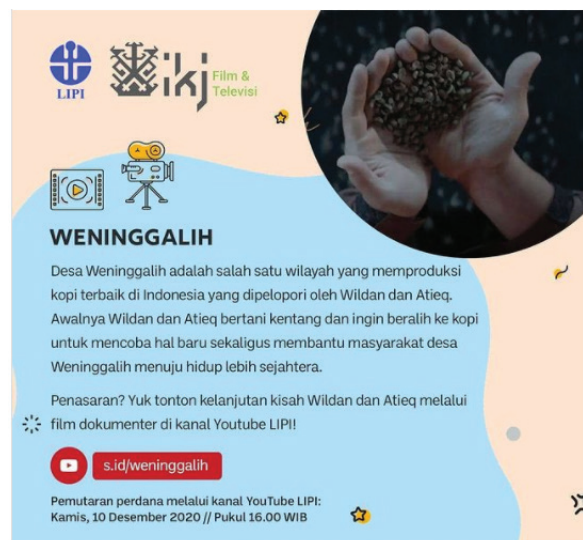 LIPI
ikj
Film &
Televisi
WENINGGALIH
Desa Weninggalih adalah salah satu wilayah yang memproduksi
kopi terbaik di Indonesia yang dipelopori oleh Wildan dan Atieq.
Awalnya Wildan dan Atieq bertani kentang dan ingin beralih ke kopi
untuk mencoba hal baru sekaligus membantu masyarakat desa
Weninggalih menuju hidup lebih sejahtera.
Penasaran? Yuk tonton kelanjutan kisah Wildan dan Atieq melalui
film dokumenter di kanal Youtube LIPI!
s.id/weninggalih
Pemutaran perdana melalui kanal YouTube LIPI:
Kamis, 10 Desember 2020 // Pukul 16.00 WIB